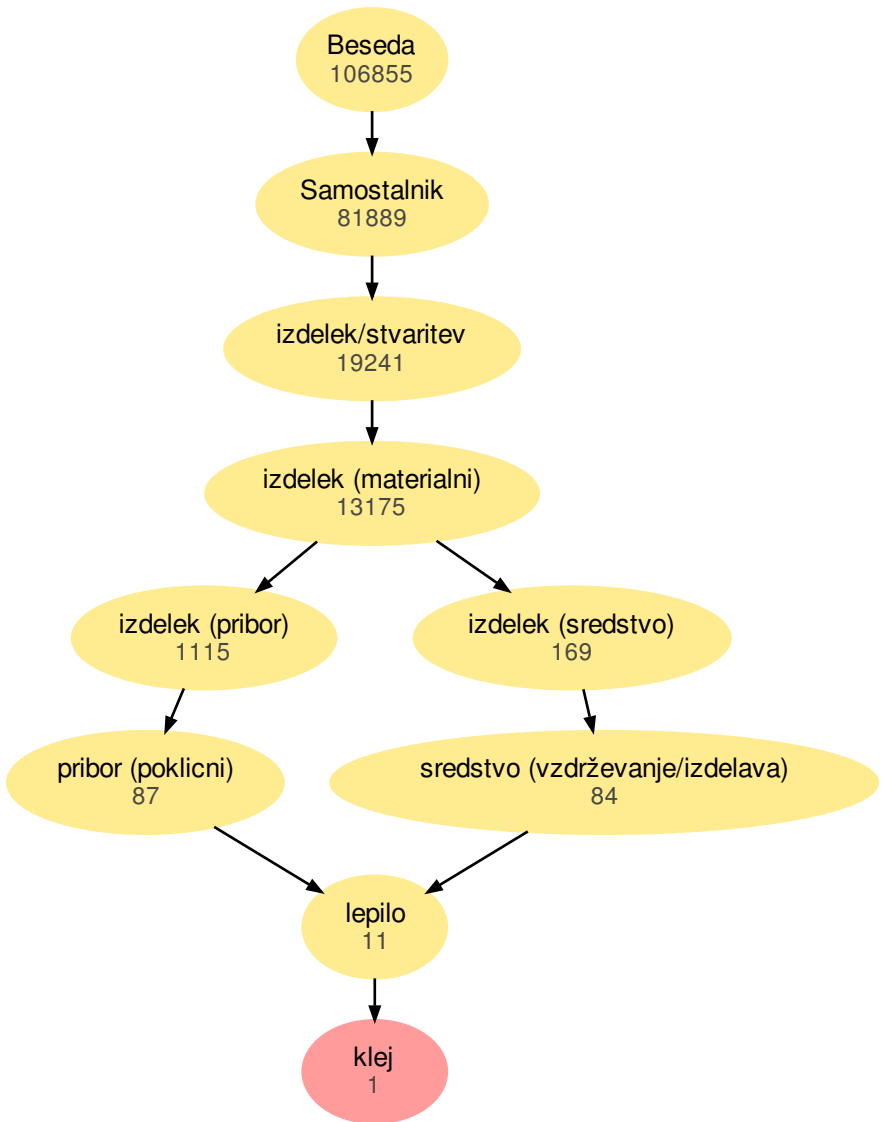 Beseda
106855
Samostalnik
81889
izdelek/stvaritev
19241
izdelek (materialni)
13175
izdelek (pribor)
1115
izdelek (sredstvo)
169
pribor (poklicni)
87
sredstvo (vzdrževanje/izdelava)
84
lepilo
11
klej
1